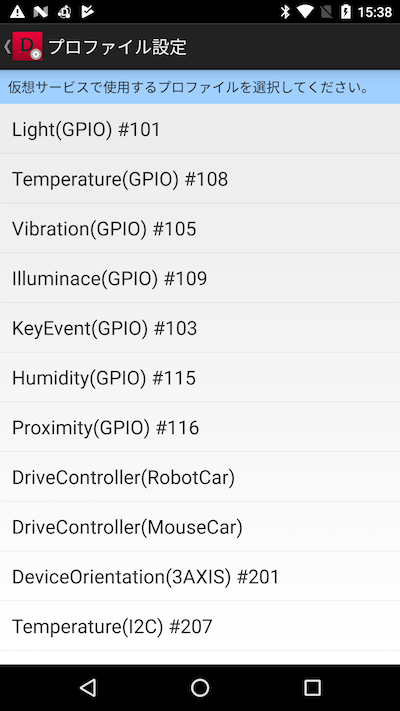 15:38
D プロファイル設定
仮想サービスで使用するプロファイルを選択してください。
Light(GPIO) #101
Temperature(GPIO) #108
Vibration(GPIO) #105
Illuminace(GPIO) #109
KeyEvent(GPIO) #103
Humidity(GPIO) #115
Proximity(GPIO) #116
DriveController(RobotCar)
DriveController(MouseCar)
DeviceOrientation(3AXIS) #201
Temperature(I2C) #207